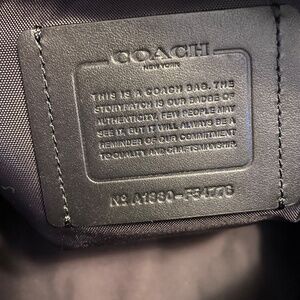 COACH
NEW YORK
THIS IS A COACH BAG. THE
STORYPATCH IS OUR BADGE OF
AUTHENTICITY. FEW PEOPLE MAY
SEE IT, BUT IT WILL ALWAYS BE A
REMINDER OF OUR COMMITMENT
TO QUALITY AND CRAFTSMANSHIP.